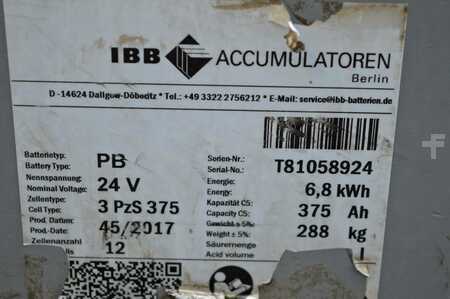 IBB ACCUMULATOREN
Berlin
D -14624 Dallgow-Döberitz * Tel.: +49 3322 2756212 * E-Mail: service@ibb-batterien.de
Batterietyp: PB Serien-Nr.: T81058924
Battery Type: Serial-No.:
Nennspannung: 24 V Energie: 6,8 kWh
Nominal Voltage: Energy:
Zellentype: 3 PzS 375 Kapazität C5: 375 Ah
Cell Type: Capacity C5:
Prod. Datum: 45/2017 Gewicht ± 5%: 288 kg
Prod.-Date: Weight ± 5%:
Zellenanzahl 12 Säuremenge l
lls Acid volume